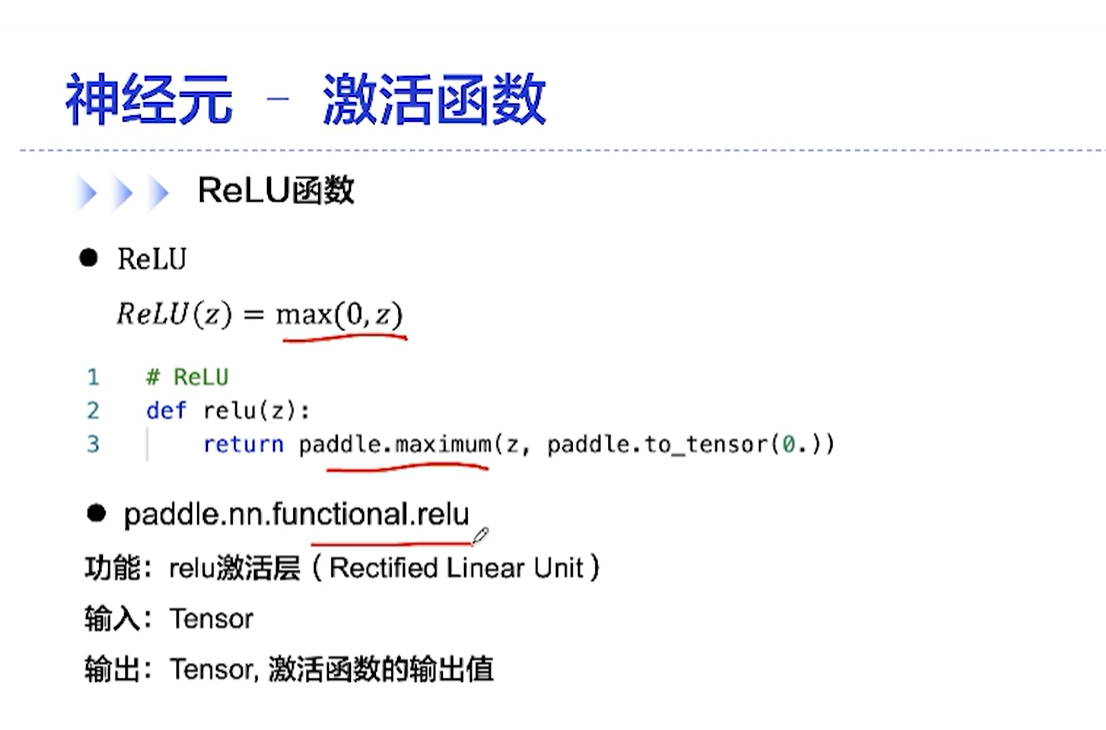 神经元 - 激活函数
ReLU函数
● ReLU
ReLU(z) = max(0, z)
1 # ReLU
2 def relu(z):
3     return paddle.maximum(z, paddle.to_tensor(0.))
● paddle.nn.functional.relu
功能：relu激活层（Rectified Linear Unit）
输入：Tensor
输出：Tensor, 激活函数的输出值